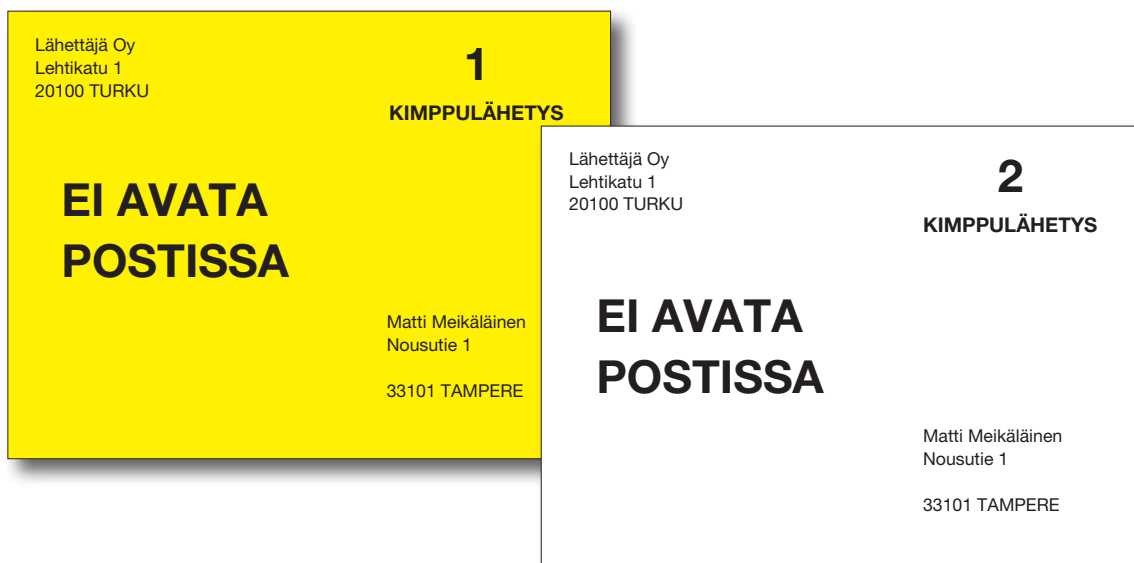 Lähettäjä Oy
Lehtikatu 1
20100 TURKU
1
KIMPPULÄHETYS
EI AVATA
POSTISSA
Matti Meikäläinen
Nousutie 1
33101 TAMPERE
Lähettäjä Oy
Lehtikatu 1
20100 TURKU
2
KIMPPULÄHETYS
EI AVATA
POSTISSA
Matti Meikäläinen
Nousutie 1
33101 TAMPERE